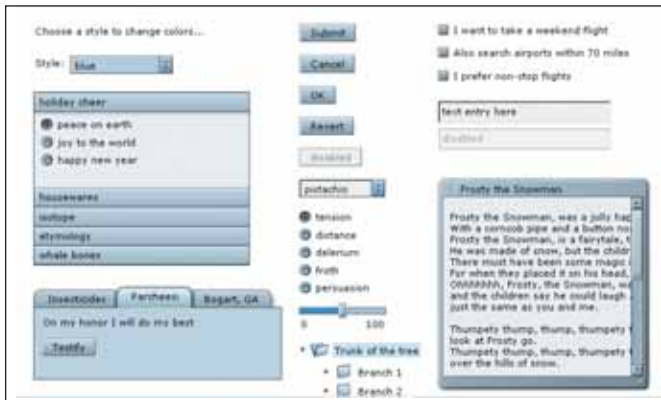 Choose a style to change colors...
Style: blue
holiday cheer
peace on earth
joy to the world
happy new year
housewares
isotope
etymology
whale bones
Insecticides Parcheesi Bogart, GA
On my honor I will do my best
Testify
Submit
Cancel
OK
Revert
disabled
pistachio
tension
distance
delerium
froth
persuasion
0 100
Trunk of the tree
Branch 1
Branch 2
I want to take a weekend flight
Also search airports within 70 miles
I prefer non-stop flights
text entry here
disabled
Frosty the Snowman
Frosty the Snowman, was a jolly hap
With a corncob pipe and a button no
Frosty the Snowman, is a fairytale, t
He was made of snow, but the childr
There must have been some magic i
For when they placed it on his head,
Ohhhhhh, Frosty, the Snowman, wa
and the children say he could laugh
just the same as you and me.
Thumpety thump, thump, thumpety t
look at Frosty go.
Thumpety thump, thump, thumpety t
over the hills of snow.